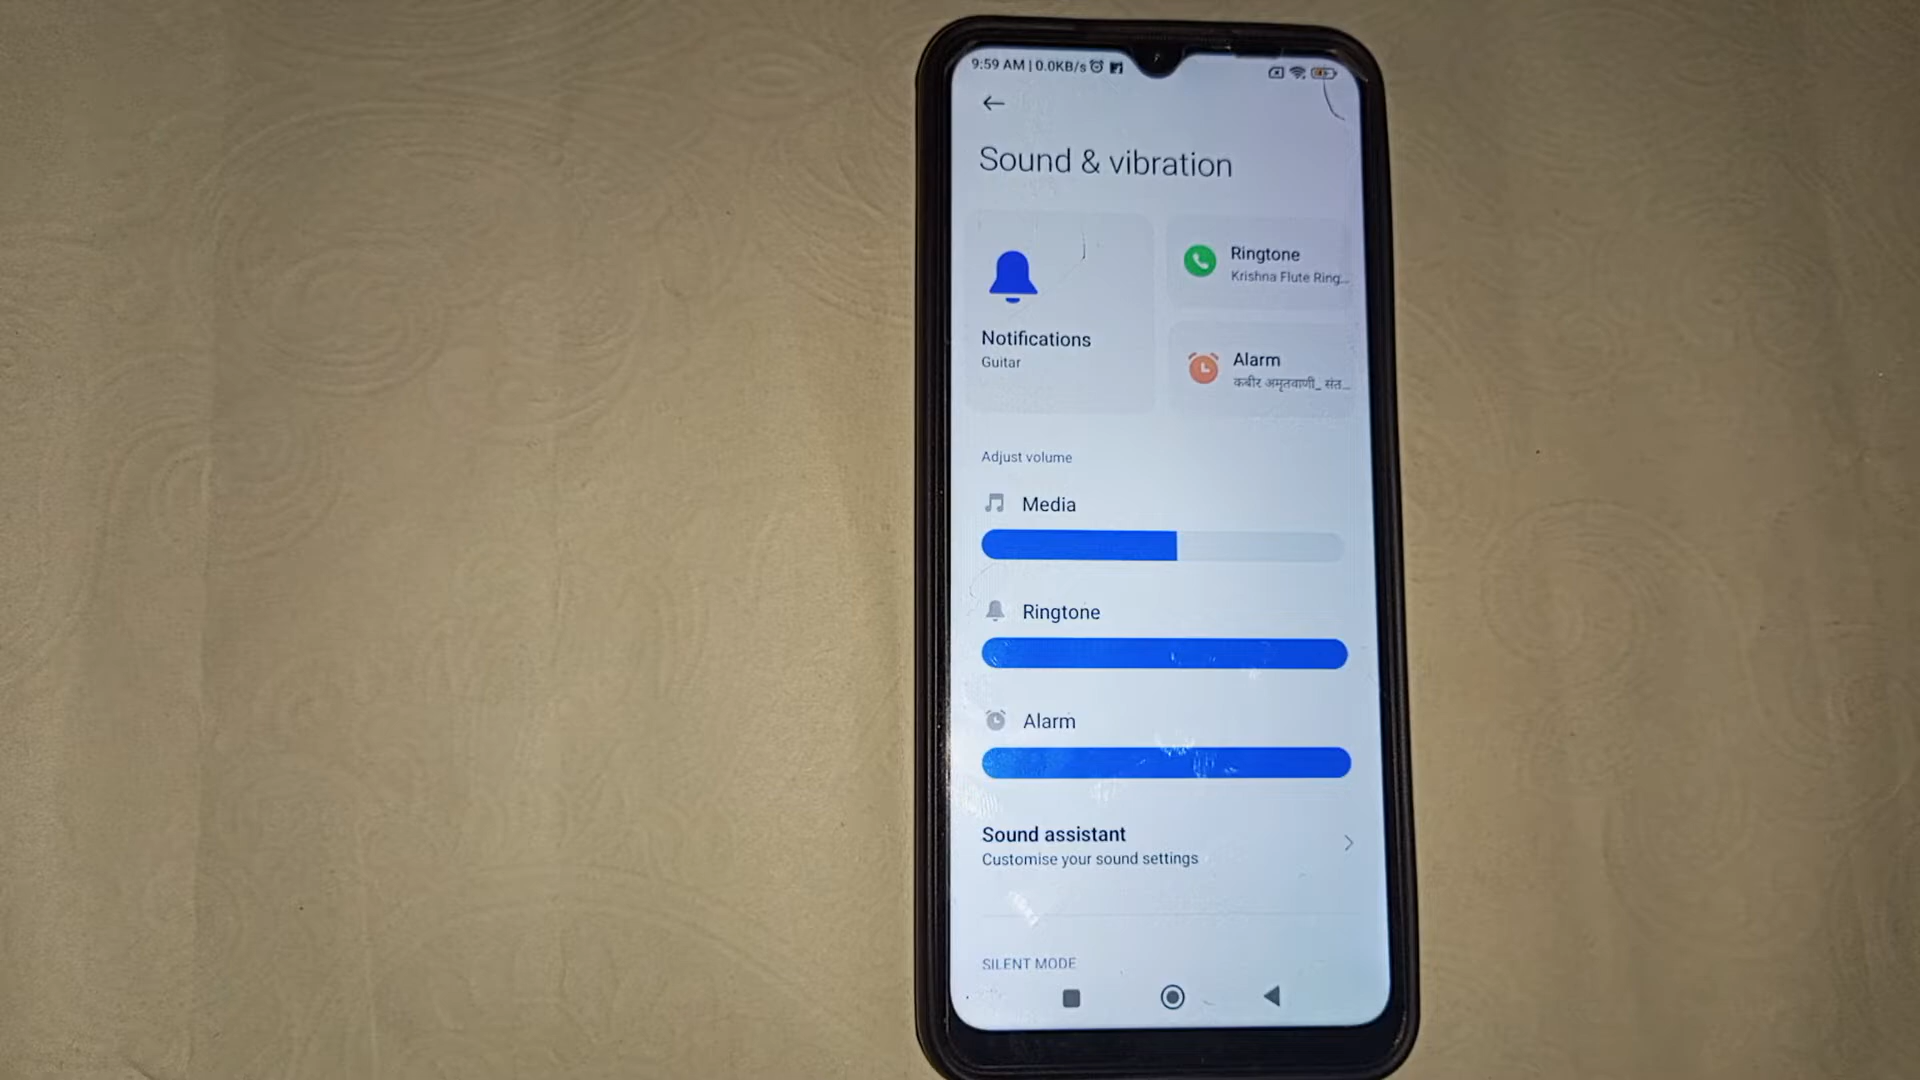 9:59 AM | 0.0KB/s
Sound & vibration
Notifications
Guitar
Ringtone
Krishna Flute Ring...
Alarm
कबीर अमृतवाणी_ संत...
Adjust volume
Media
Ringtone
Alarm
Sound assistant
Customise your sound settings
SILENT MODE